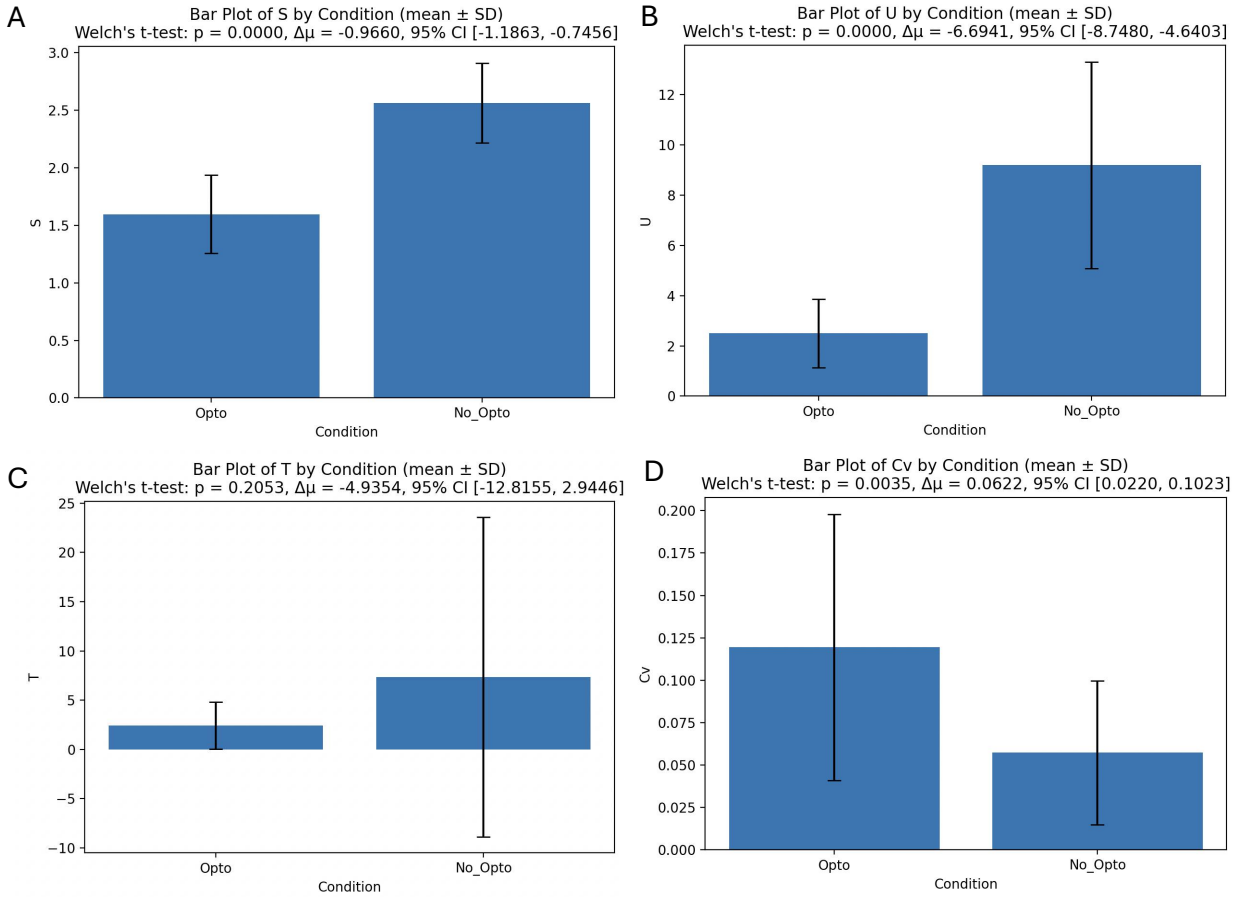 A
Bar Plot of S by Condition (mean ± SD)
Welch's t-test: p = 0.0000, Δμ = -0.9660, 95% CI [-1.1863, -0.7456]
3.0
2.5
2.0
1.5
1.0
0.5
0.0
S
Opto
No_Opto
Condition
B
Bar Plot of U by Condition (mean ± SD)
Welch's t-test: p = 0.0000, Δμ = -6.6941, 95% CI [-8.7480, -4.6403]
12
10
8
6
4
2
0
U
Opto
No_Opto
Condition
C
Bar Plot of T by Condition (mean ± SD)
Welch's t-test: p = 0.2053, Δμ = -4.9354, 95% CI [-12.8155, 2.9446]
25
20
15
10
5
0
−5
−10
T
Opto
No_Opto
Condition
D
Bar Plot of Cv by Condition (mean ± SD)
Welch's t-test: p = 0.0035, Δμ = 0.0622, 95% CI [0.0220, 0.1023]
0.200
0.175
0.150
0.125
0.100
0.075
0.050
0.025
0.000
Cv
Opto
No_Opto
Condition